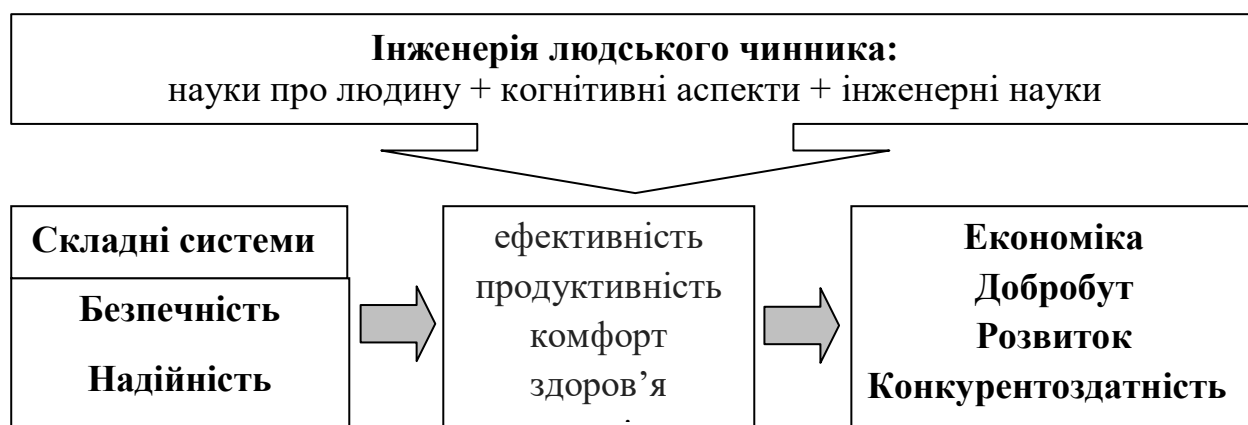 Інженерія людського чинника:
науки про людину + когнітивні аспекти + інженерні науки
Складні системи
Безпечність
Надійність
ефективність
продуктивність
комфорт
здоров’я
Економіка
Добробут
Розвиток
Конкурентоздатність